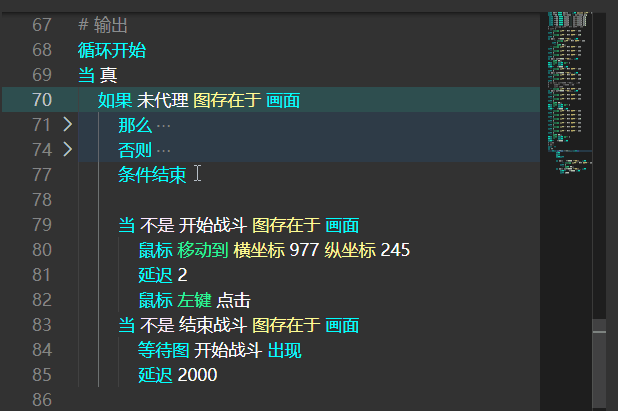 67 # 输出
68 循环开始
69 当 真
70 如果 未代理 图存在于 画面
71 那么 ···
74 否则 ···
77 条件结束
78
79 当 不是 开始战斗 图存在于 画面
80 鼠标 移动到 横坐标 977 纵坐标 245
81 延迟 2
82 鼠标 左键 点击
83 当 不是 结束战斗 图存在于 画面
84 等待图 开始战斗 出现
85 延迟 2000
86